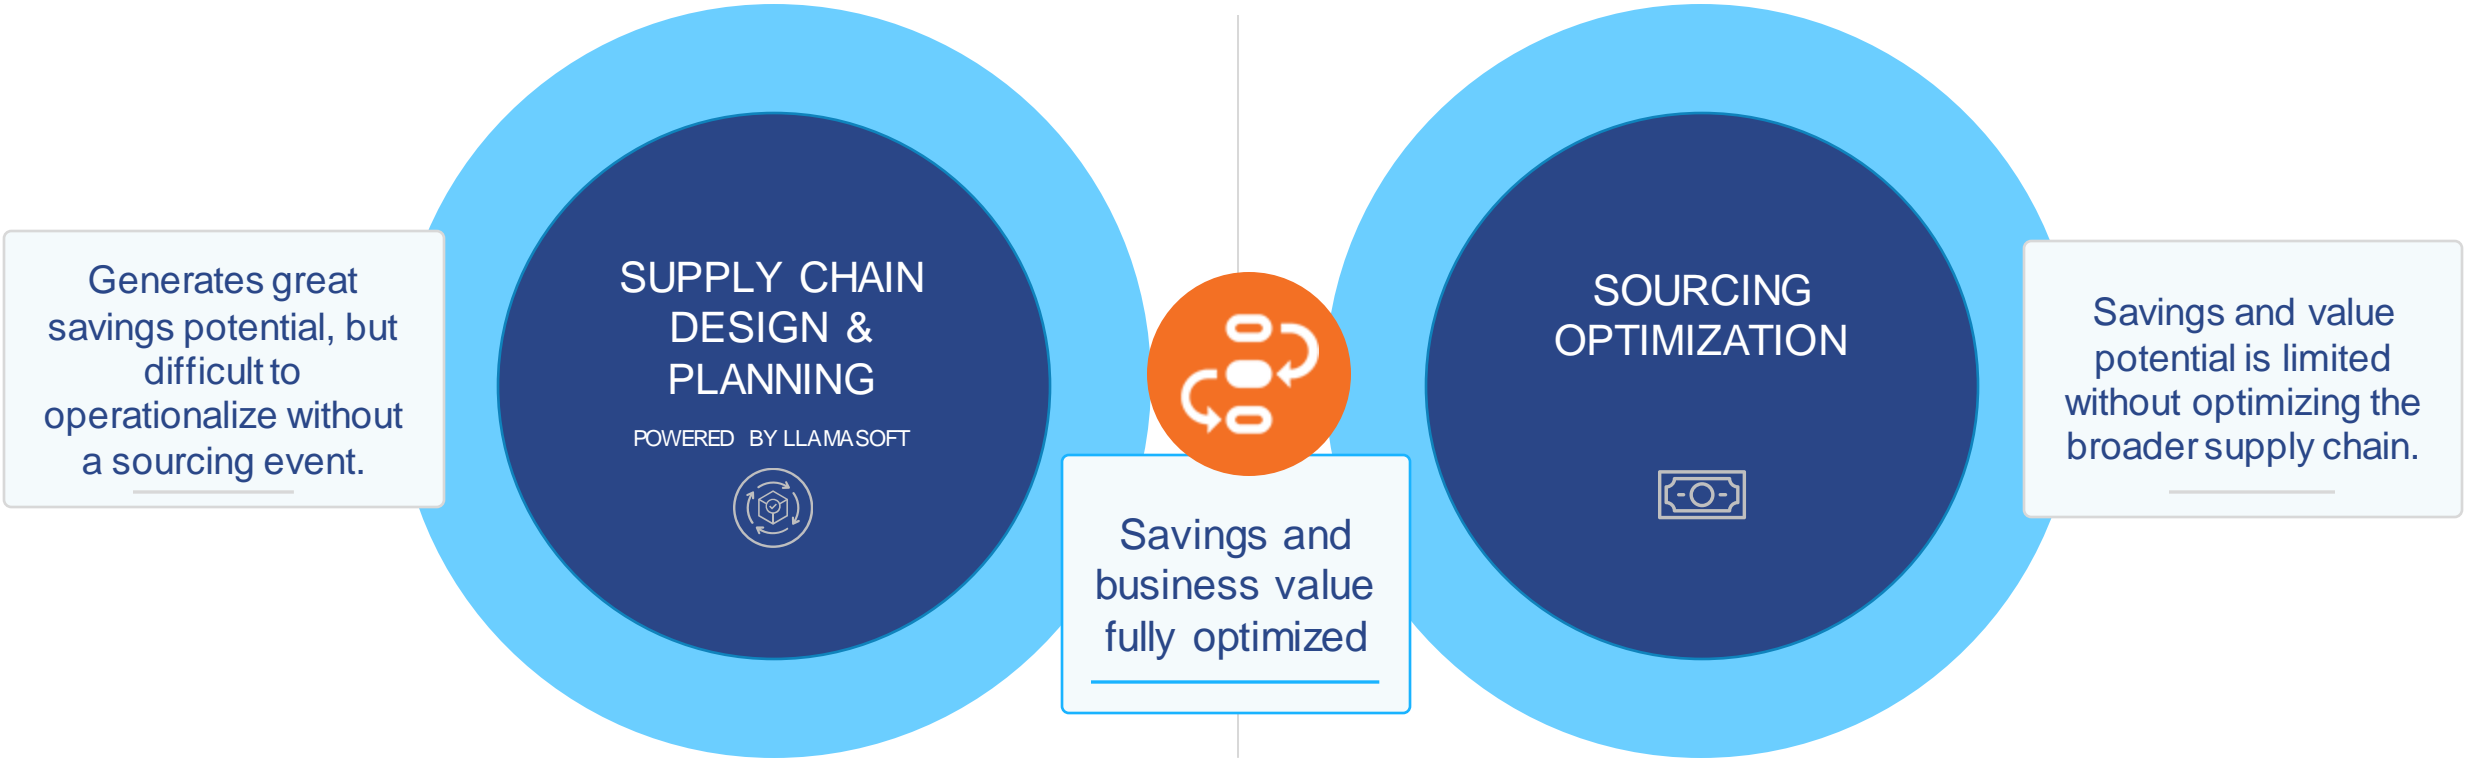 Generates great
savings potential, but
difficult to
operationalize without
a sourcing event.
SUPPLY CHAIN
DESIGN &
PLANNING
POWERED BY LLAMASOFT
Savings and
business value
fully optimized
SOURCING
OPTIMIZATION
Savings and value
potential is limited
without optimizing the
broader supply chain.